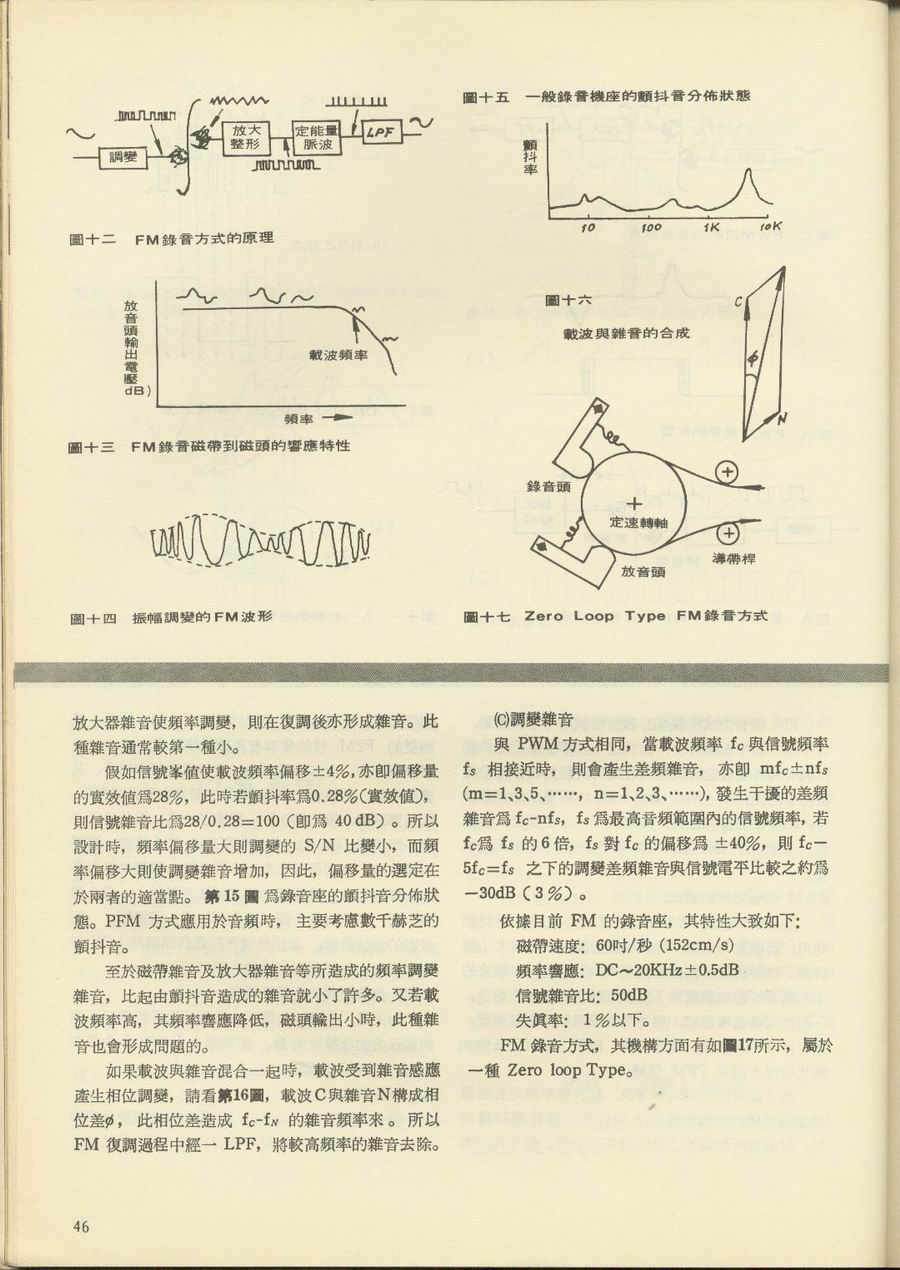 調變
放大
整形
定能量
脈波
LPF
圖十二 FM錄音方式的原理
放音頭輸出電壓
dB)
載波頻率
頻率
圖十三 FM錄音磁帶到磁頭的響應特性
圖十四 振幅調變的FM波形
圖十五 一般錄音機座的顫抖音分佈狀態
顫抖率
10 100 1K 10K
圖十六
載波與雜音的合成
C
φ
N
錄音頭
定速轉軸
放音頭
導帶桿
圖十七 Zero Loop Type FM錄音方式
放大器雜音使頻率調變，則在復調後亦形成雜音。此
種雜音通常較第一種小。
假如信號峯值使載波頻率偏移±4%，亦卽偏移量
的實效值爲28%，此時若顫抖率爲0.28%(實效值)，
則信號雜音比爲28/0.28=100（卽爲 40dB）。所以
設計時，頻率偏移量大則調變的 S/N 比變小，而頻
率偏移大則使調變雜音增加，因此，偏移量的選定在
於兩者的適當點。第 15 圖 爲錄音座的顫抖音分佈狀
態。PFM 方式應用於音頻時，主要考慮數千赫芝的
顫抖音。
至於磁帶雜音及放大器雜音等所造成的頻率調變
雜音，比起由顫抖音造成的雜音就小了許多。又若載
波頻率高，其頻率響應降低，磁頭輸出小時，此種雜
音也會形成問題的。
如果載波與雜音混合一起時，載波受到雜音感應
產生相位調變，請看第16圖，載波C與雜音N構成相
位差φ，此相位差造成 fC-fN 的雜音頻率來。所以
FM 復調過程中經一 LPF，將較高頻率的雜音去除。
(C)調變雜音
與 PWM 方式相同，當載波頻率 fC 與信號頻率
fS 相接近時，則會產生差頻雜音，亦卽 mfC±nfS
(m=1、3、5、……，n=1、2、3、……)，發生干擾的差頻
雜音爲 fC-nfS，fS 爲最高音頻範圍內的信號頻率，若
fC爲 fS 的6倍，fS 對 fC 的偏移爲 ±40%，則 fC－
5fC=fS 之下的調變差頻雜音與信號電平比較之約爲
－30dB（3%）。
依據目前 FM 的錄音座，其特性大致如下：
磁帶速度：60吋/秒 (152cm/s)
頻率響應：DC～20KHz±0.5dB
信號雜音比：50dB
失眞率：1%以下。
FM 錄音方式，其機構方面有如圖17所示，屬於
一種 Zero loop Type。
46